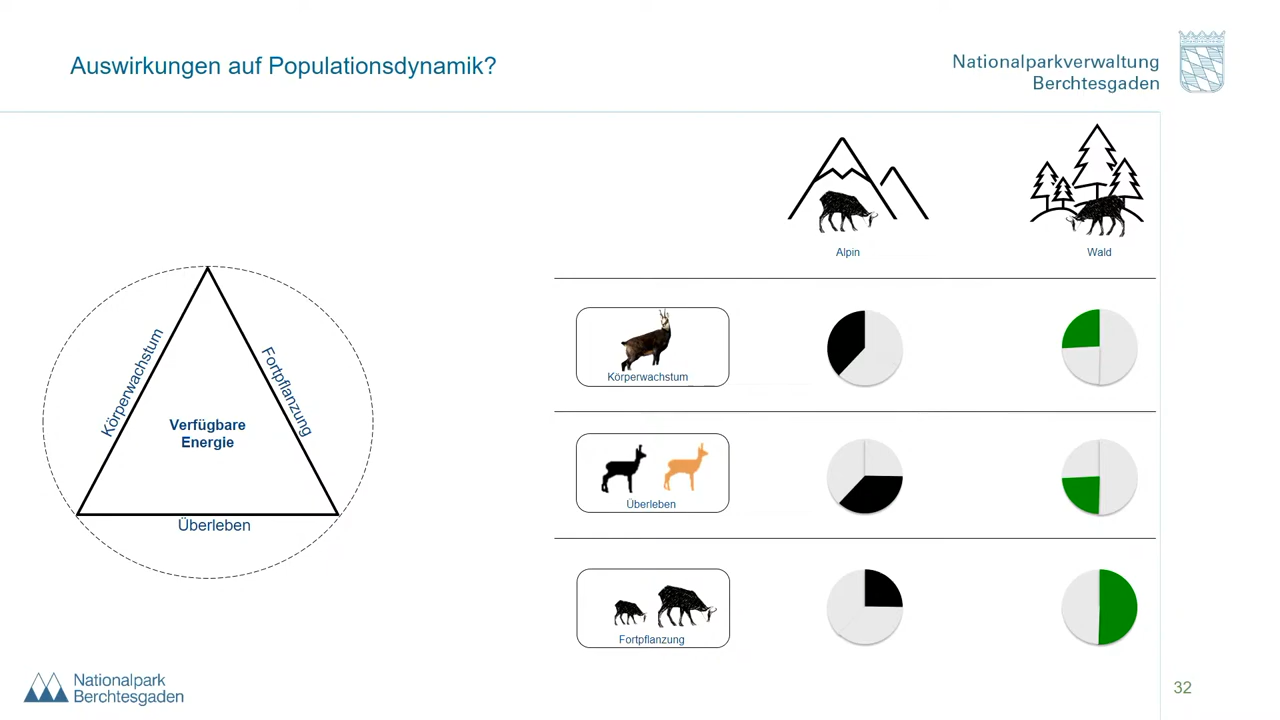 Auswirkungen auf Populationsdynamik?
Nationalparkverwaltung
Berchtesgaden
Alpin
Wald
Körperwachstum
Fortpflanzung
Verfügbare
Energie
Überleben
Körperwachstum
Überleben
Fortpflanzung
Nationalpark
Berchtesgaden
32